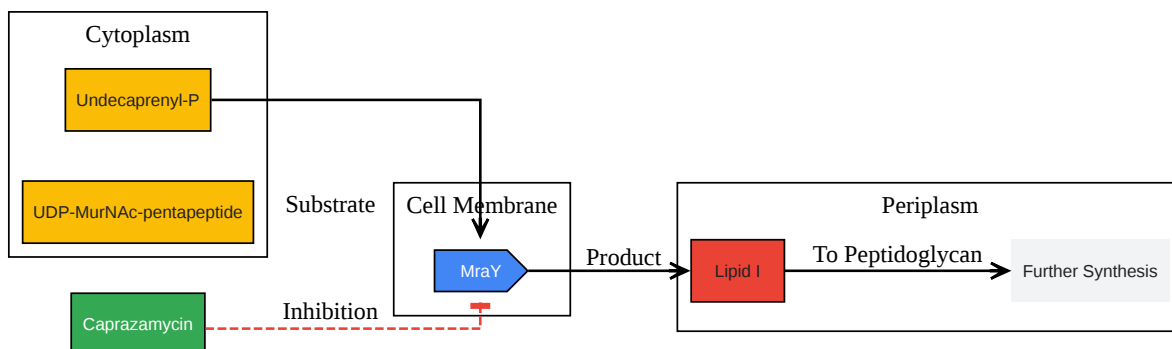 Cytoplasm
Undecaprenyl-P
UDP-MurNAc-pentapeptide
Substrate
Cell Membrane
Periplasm
MraY
Product
Lipid I
To Peptidoglycan
Further Synthesis
Caprazamycin
Inhibition